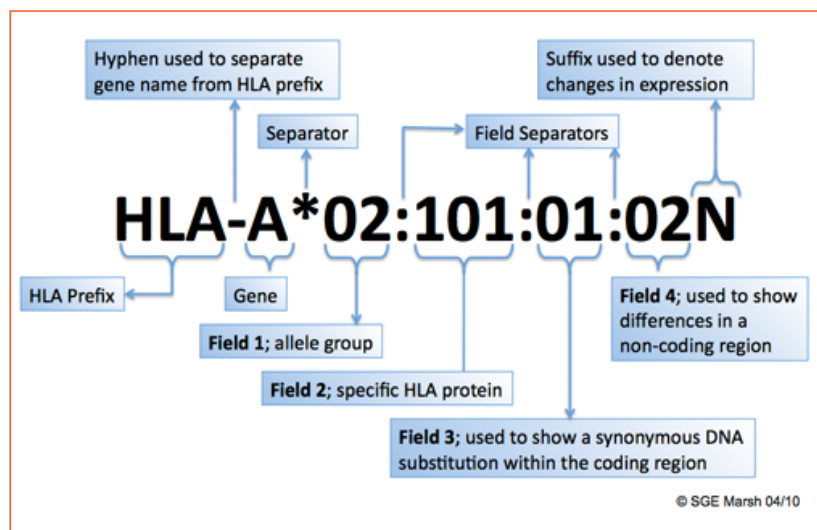 Hyphen used to separate
gene name from HLA prefix
Suffix used to denote
changes in expression
Separator
Field Separators
HLA-A*02:101:01:02N
HLA Prefix
Gene
Field 1; allele group
Field 2; specific HLA protein
Field 3; used to show a synonymous DNA
substitution within the coding region
Field 4; used to show
differences in a
non-coding region
© SGE Marsh 04/10